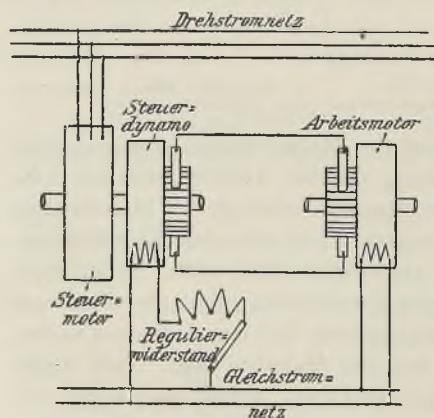 Drehstromnetz
Steuer=
dynamo
Arbeitsmotor
Steuer=
motor
Regulier=
widerstand
Gleichstrom=
netz